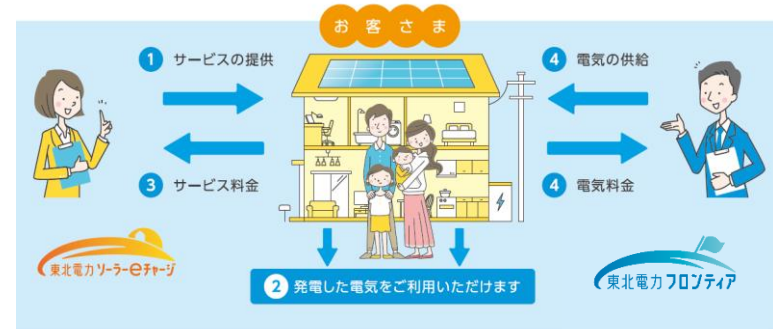 お客さま
1 サービスの提供
4 電気の供給
3 サービス料金
4 電気料金
東北電力ソーラーeチャージ
2 発電した電気をご利用いただけます
東北電力フロンティア